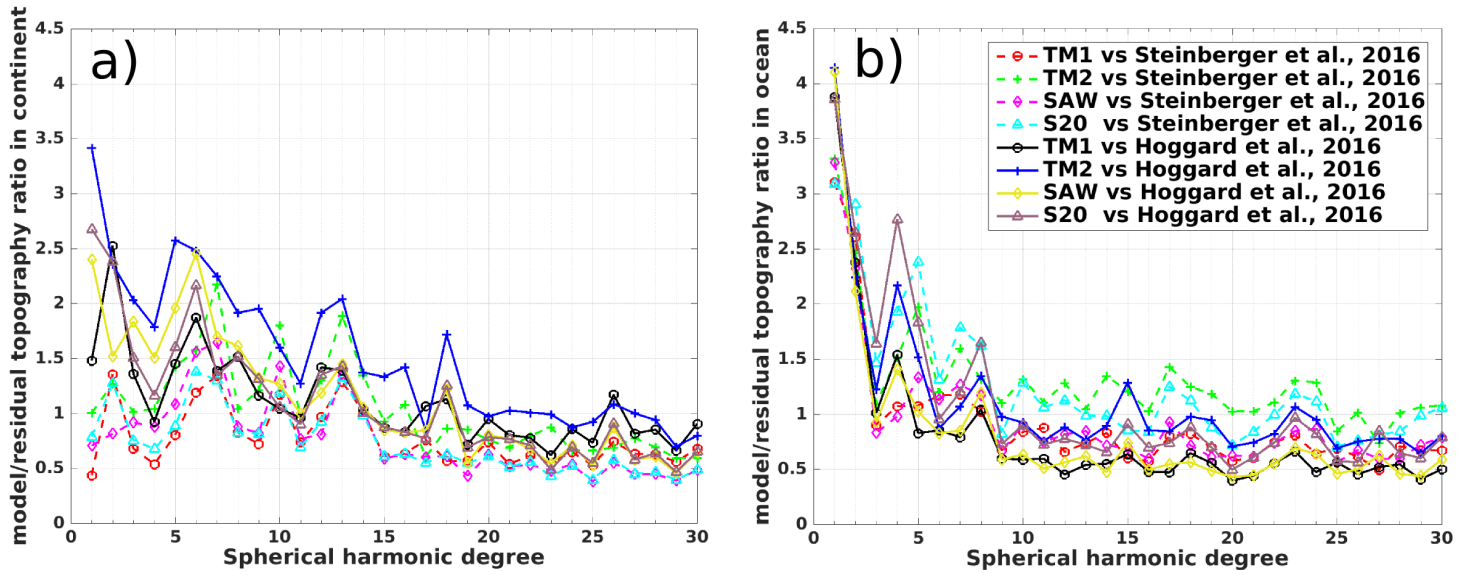 a)
model/residual topography ratio in continent
4.5
4
3.5
3
2.5
2
1.5
1
0.5
0
0 5 10 15 20 25 30
Spherical harmonic degree
b)
model/residual topography ratio in ocean
4.5
4
3.5
3
2.5
2
1.5
1
0.5
0
0 5 10 15 20 25 30
Spherical harmonic degree
TM1 vs Steinberger et al., 2016
TM2 vs Steinberger et al., 2016
SAW vs Steinberger et al., 2016
S20 vs Steinberger et al., 2016
TM1 vs Hoggard et al., 2016
TM2 vs Hoggard et al., 2016
SAW vs Hoggard et al., 2016
S20 vs Hoggard et al., 2016